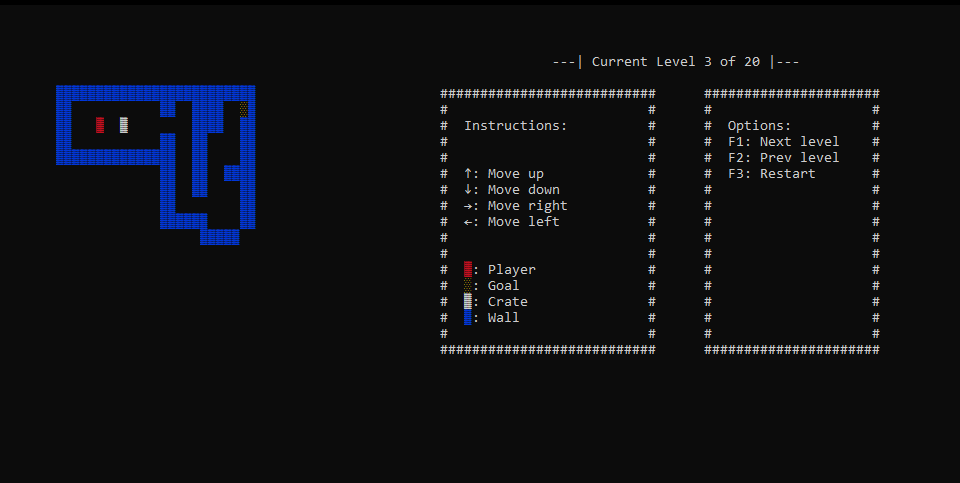 ---| Current Level 3 of 20 |---
###########################
# #
# Instructions: #
# #
# #
# ↑: Move up #
# ↓: Move down #
# →: Move right #
# ←: Move left #
# #
# #
# ▒: Player #
# ░: Goal #
# ▓: Crate #
# ▒: Wall #
# #
###########################
######################
# #
# Options: #
# F1: Next level #
# F2: Prev level #
# F3: Restart #
# #
# #
# #
# #
# #
# #
# #
# #
# #
# #
######################